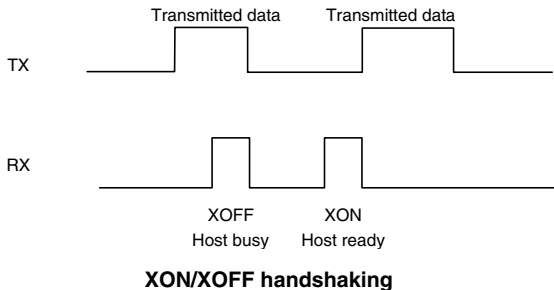 Transmitted data Transmitted data
TX
RX
XOFF XON
Host busy Host ready
XON/XOFF handshaking